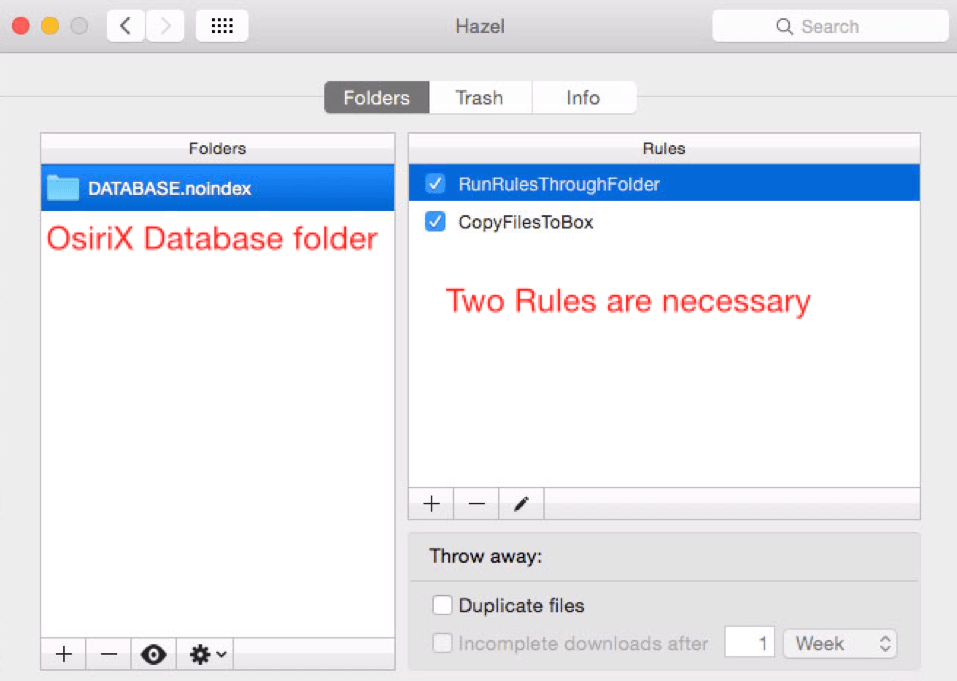 Hazel
Search
Folders Trash Info
Folders
DATABASE.noindex
OsiriX Database folder
Rules
RunRulesThroughFolder
CopyFilesToBox
Two Rules are necessary
Throw away:
Duplicate files
Incomplete downloads after 1 Week